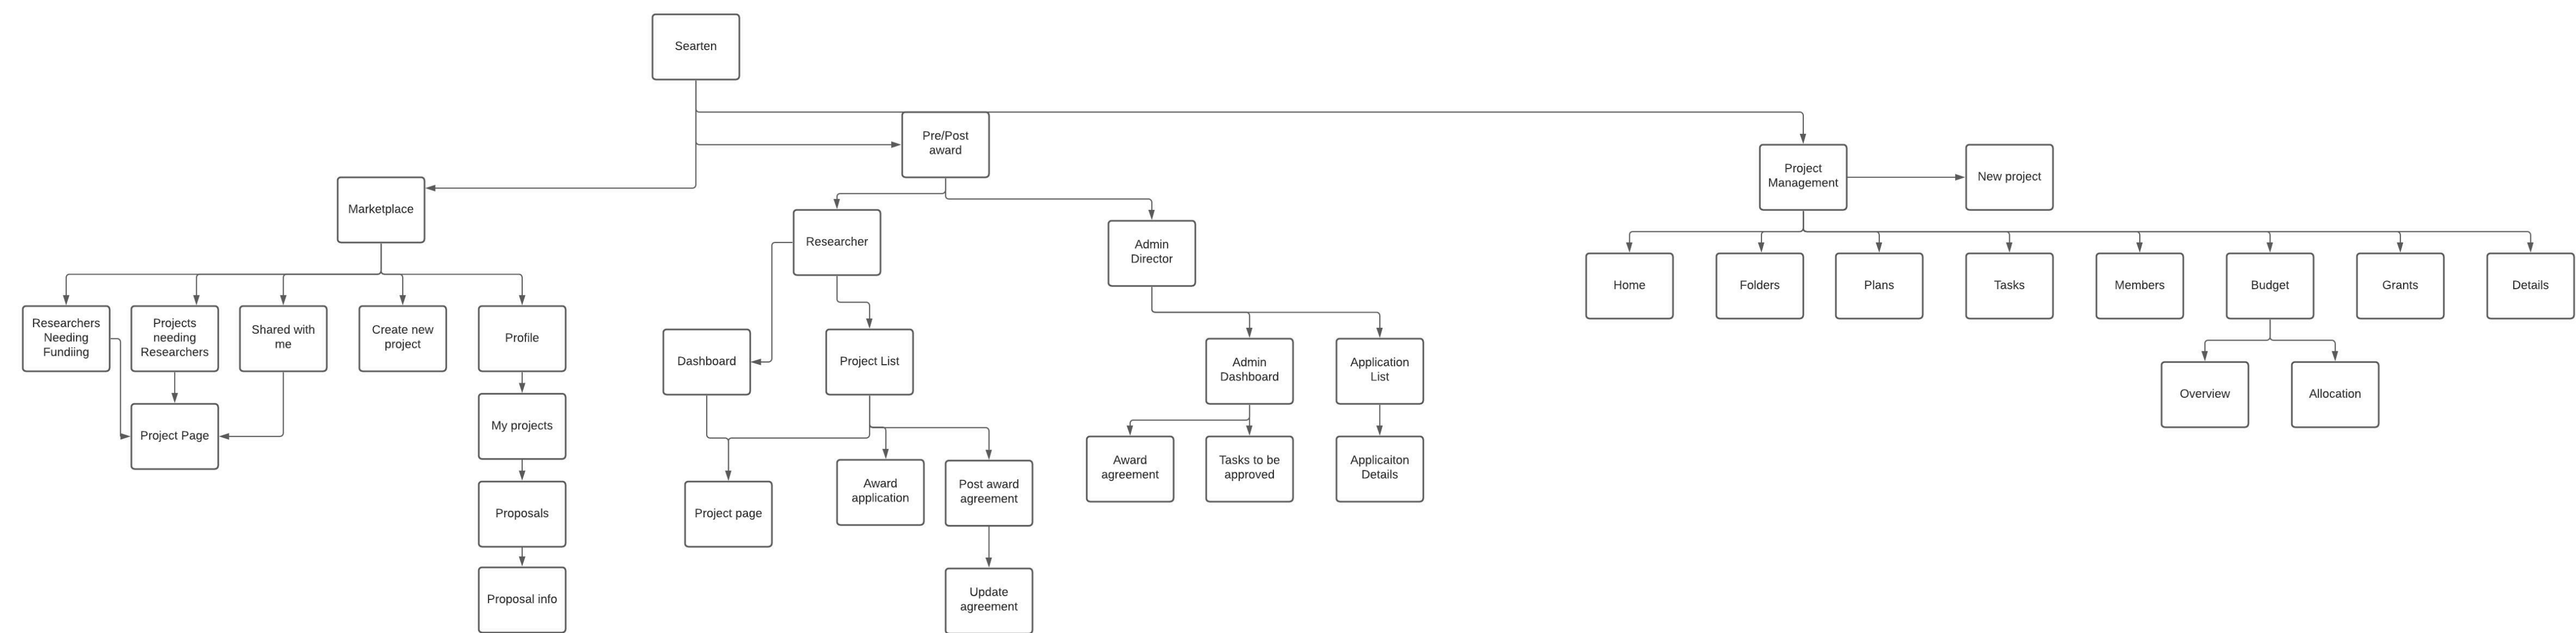 Searten
Pre/Post
award
Project
Management
New project
Marketplace
Researcher
Admin
Director
Home
Folders
Plans
Tasks
Members
Budget
Grants
Details
Researchers
Needing
Fundiing
Projects
needing
Researchers
Shared with
me
Create new
project
Profile
Dashboard
Project List
Admin
Dashboard
Application
List
Overview
Allocation
Project Page
My projects
Award
agreement
Tasks to be
approved
Applicaiton
Details
Proposals
Project page
Award
application
Post award
agreement
Proposal info
Update
agreement